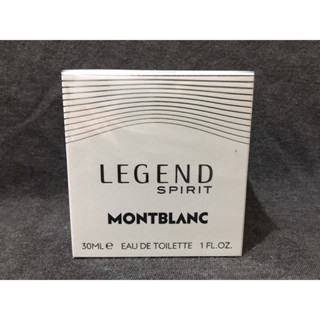 LEGEND
SPIRIT
MONTBLANC
30ML ℮ EAU DE TOILETTE 1 FL.OZ.